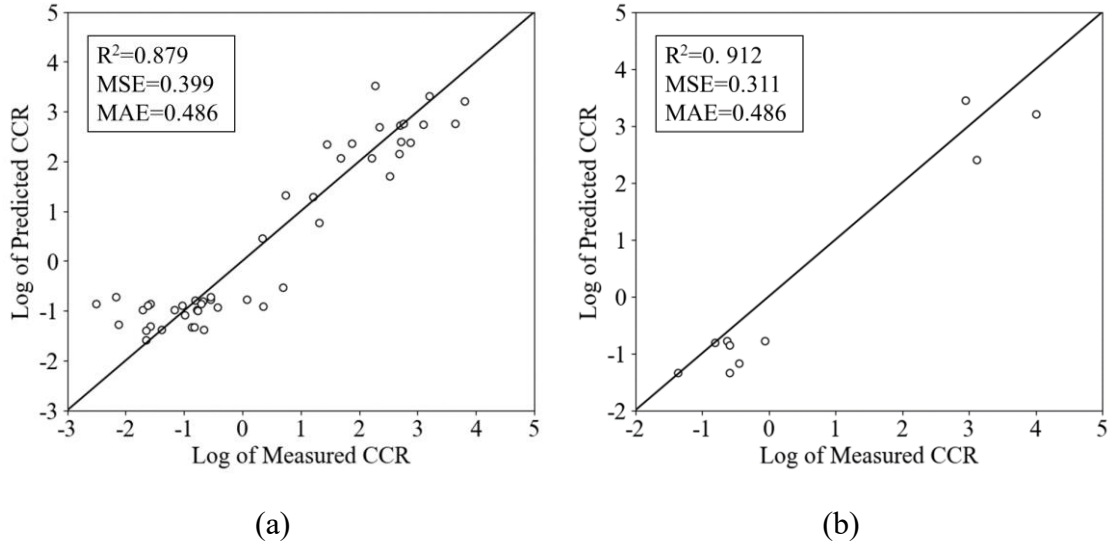 R²=0.879
MSE=0.399
MAE=0.486
Log of Predicted CCR
5
4
3
2
1
0
-1
-2
-3
-3 -2 -1 0 1 2 3 4 5
Log of Measured CCR
(a)
R²=0. 912
MSE=0.311
MAE=0.486
Log of Predicted CCR
5
4
3
2
1
0
-1
-2
-2 -1 0 1 2 3 4 5
Log of Measured CCR
(b)